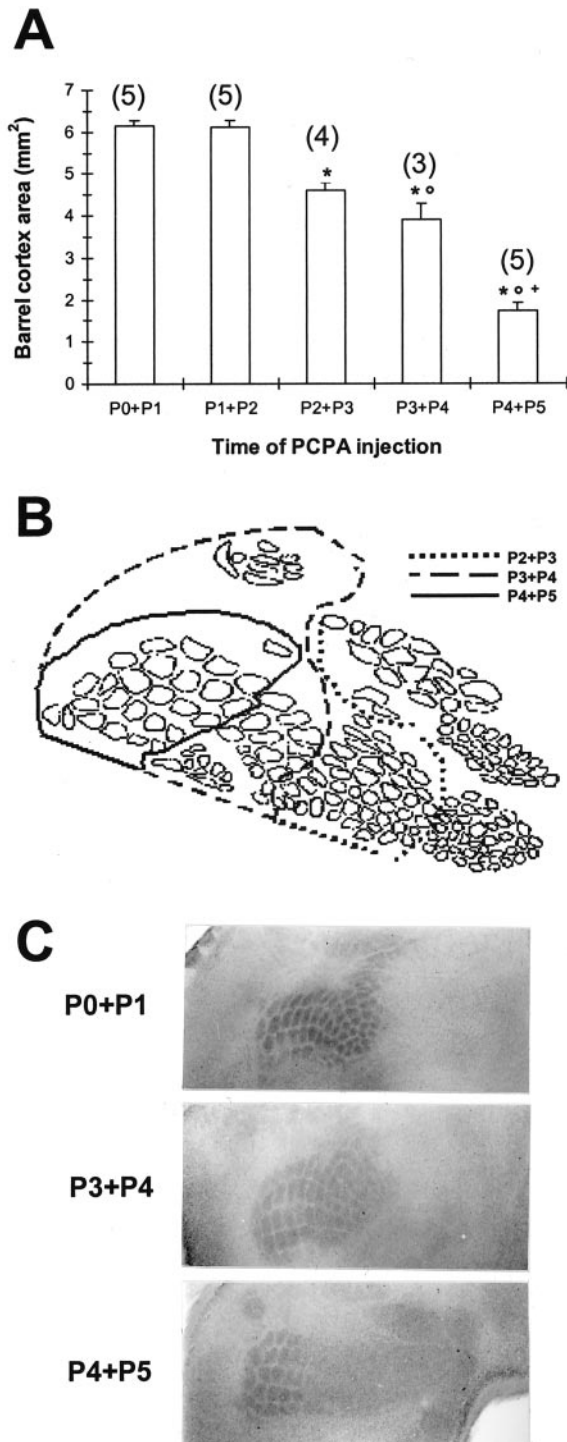 A
Barrel cortex area (mm²)
7
6
5
4
3
2
1
0
(5)
(5)
(4)
*
(3)
* o
(5)
* o +
P0+P1
P1+P2
P2+P3
P3+P4
P4+P5
Time of PCPA injection
B
P2+P3
P3+P4
P4+P5
C
P0+P1
P3+P4
P4+P5